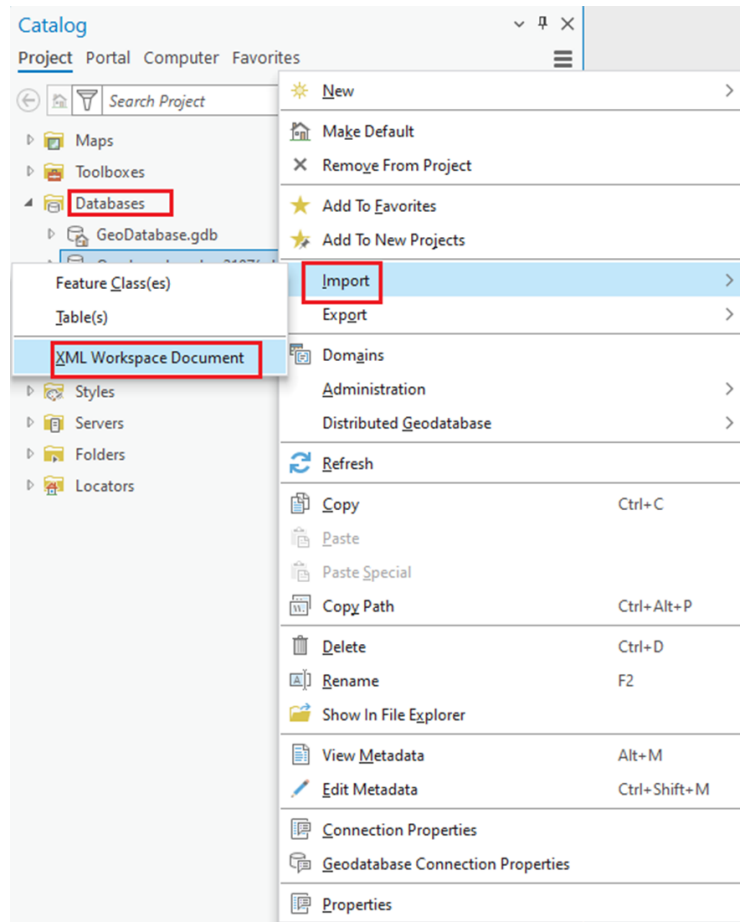 Catalog
Project Portal Computer Favorites
Search Project
Maps
Toolboxes
Databases
GeoDatabase.gdb
Feature Class(es)
Table(s)
XML Workspace Document
Styles
Servers
Folders
Locators
New
Make Default
Remove From Project
Add To Favorites
Add To New Projects
Import
Export
Domains
Administration
Distributed Geodatabase
Refresh
Copy Ctrl+C
Paste
Paste Special
Copy Path Ctrl+Alt+P
Delete Ctrl+D
Rename F2
Show In File Explorer
View Metadata Alt+M
Edit Metadata Ctrl+Shift+M
Connection Properties
Geodatabase Connection Properties
Properties